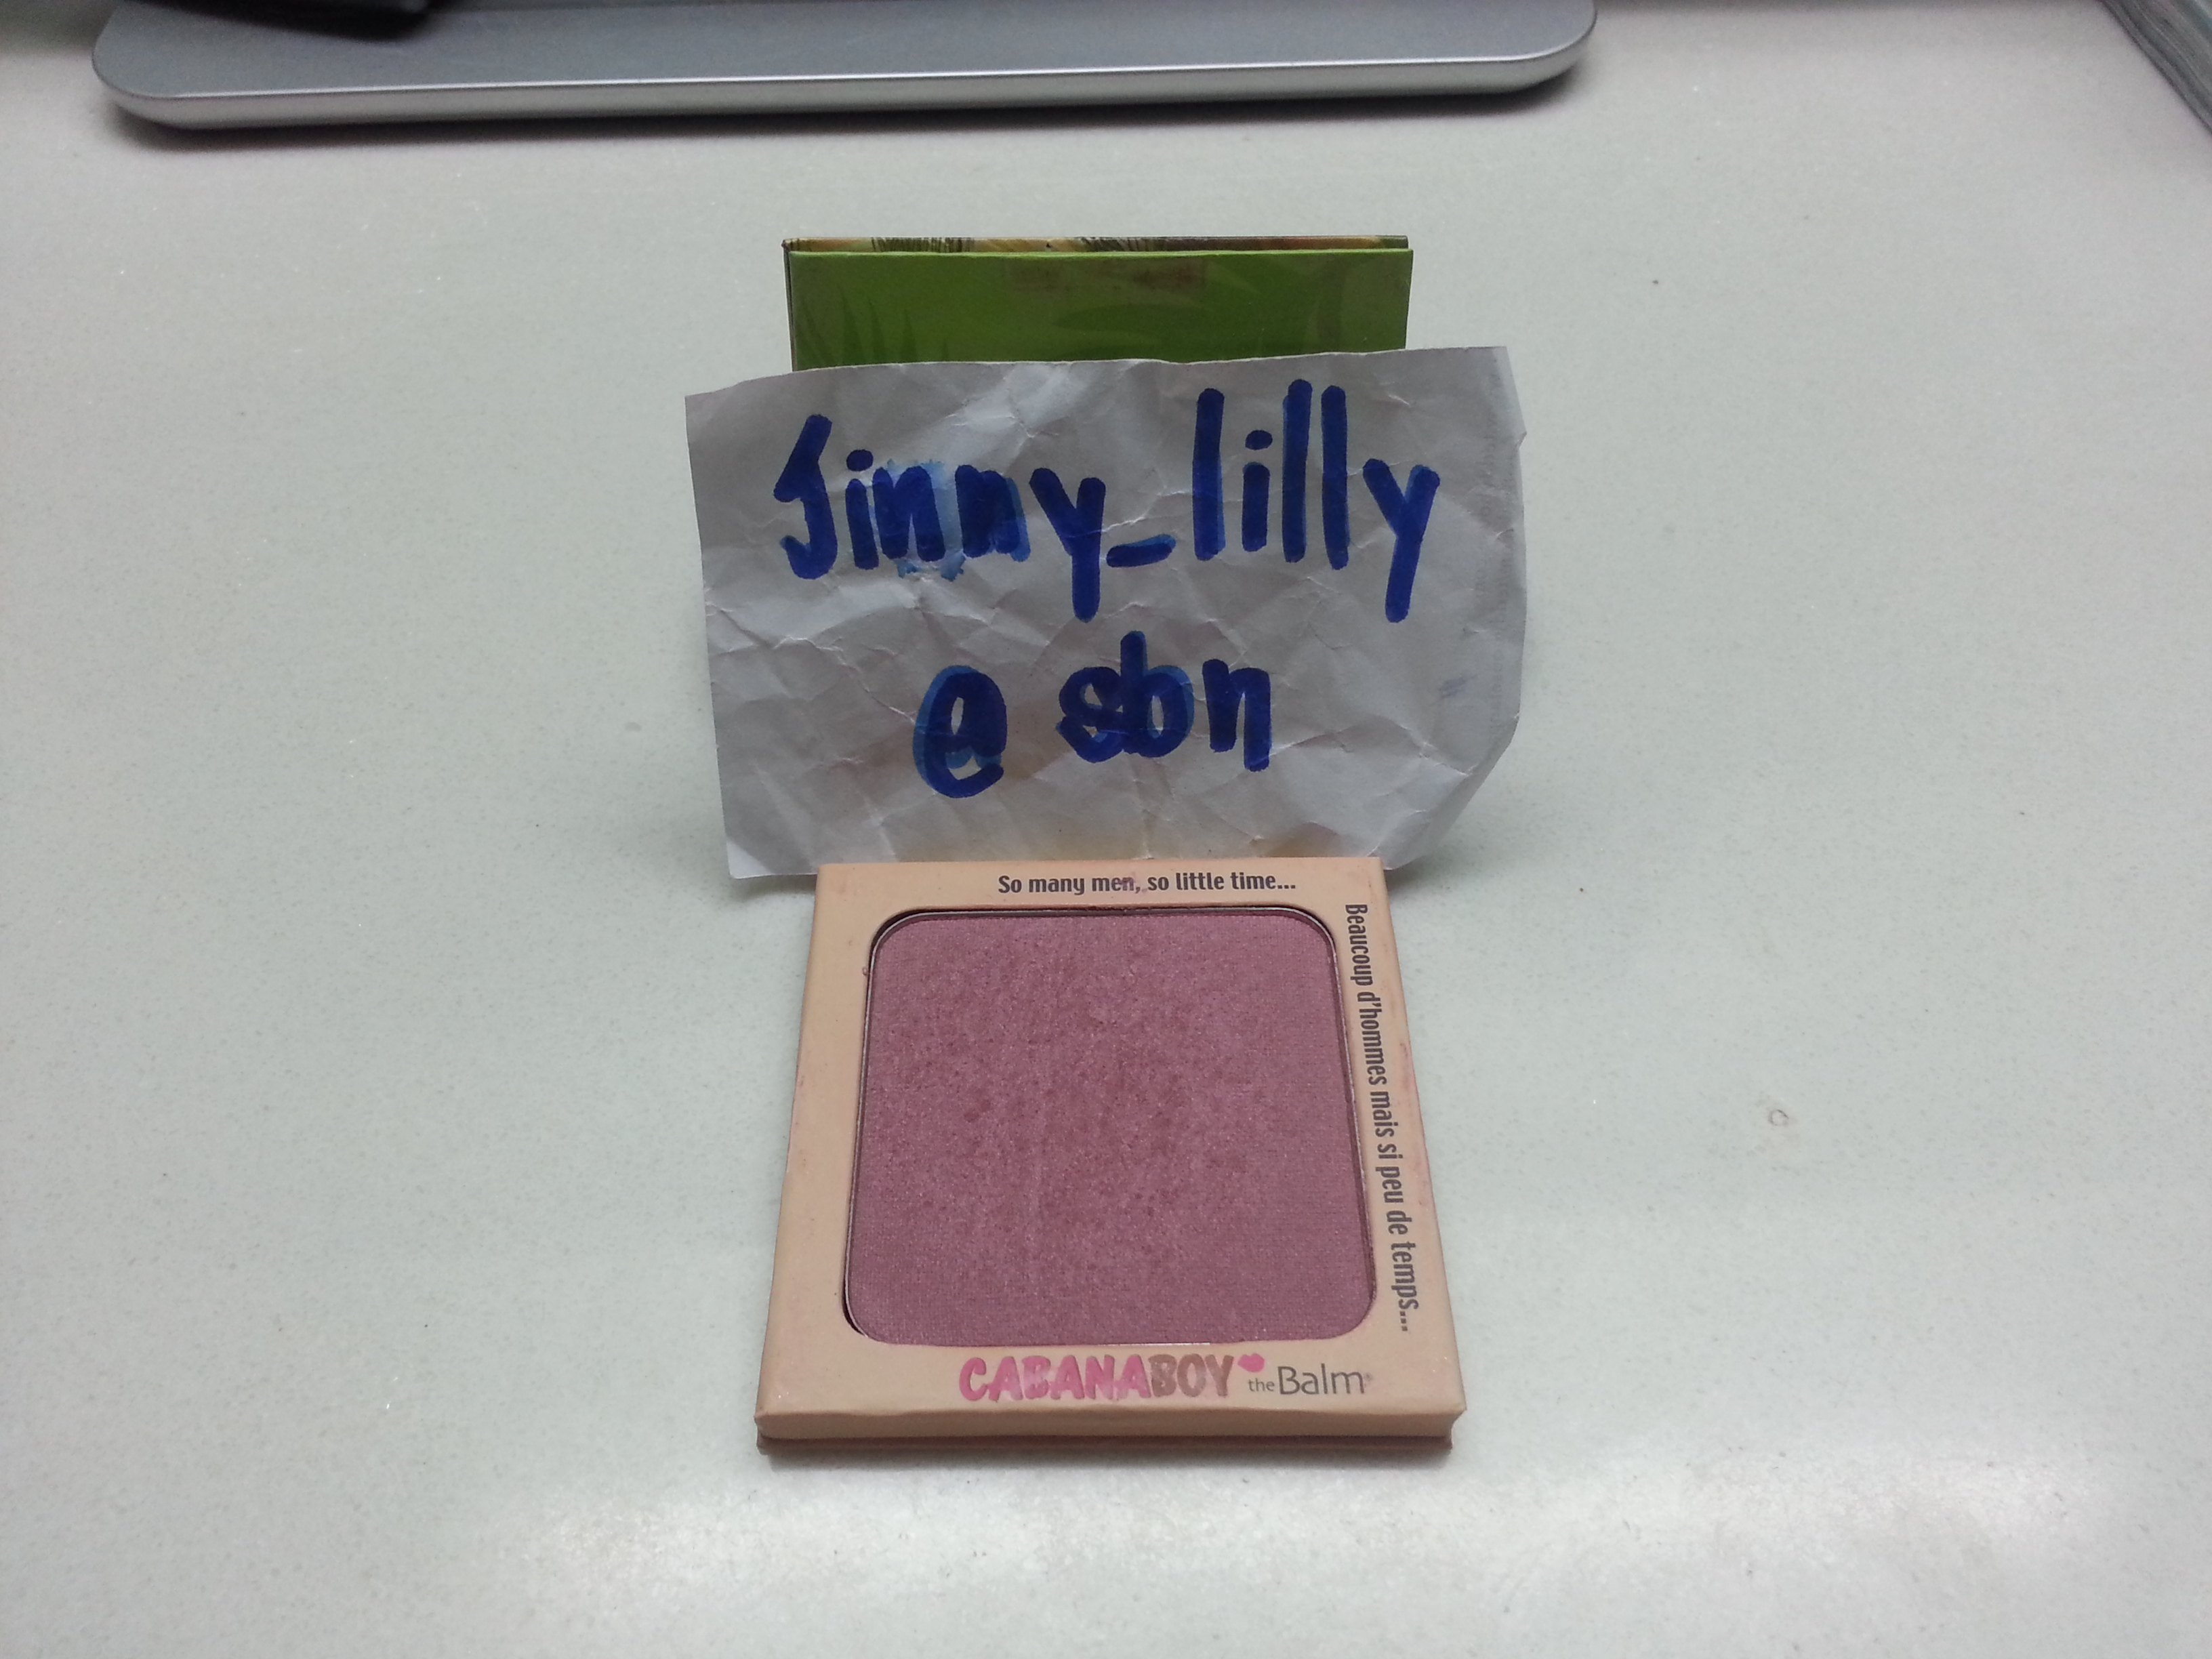 Jinny_lilly
@ sbn
So many men, so little time...
Beaucoup d'hommes mais si peu de temps...
CABANABOY theBalm